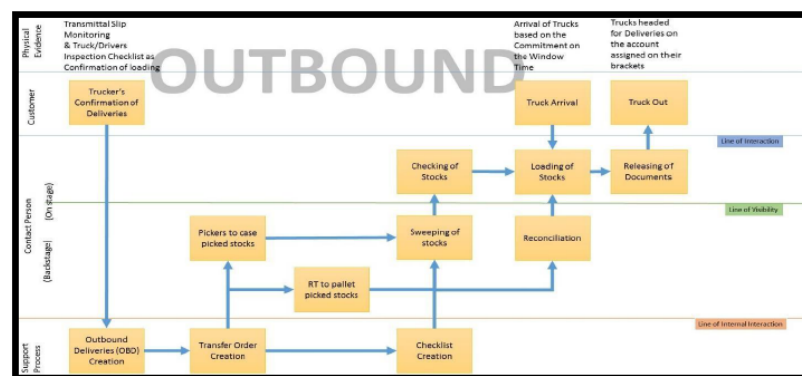 Physical
Evidence
Transmittal Slip
Monitoring
& Truck/Drivers
Inspection Checklist as
Confirmation of loading
Arrival of Trucks
based on the
Commitment on
the Window
Time
Trucks headed
for Deliveries on
the account
assigned on their
brackets
OUTBOUND
Customer
Trucker's
Confirmation of
Deliveries
Truck Arrival
Truck Out
Line of Interaction
Contact Person
(On stage)
(Backstage)
Checking of
Stocks
Loading of
Stocks
Releasing of
Documents
Line of Visibility
Pickers to case
picked stocks
Sweeping of
stocks
Reconciliation
RT to pallet
picked stocks
Line of Internal Interaction
Support
Process
Outbound
Deliveries (OBD)
Creation
Transfer Order
Creation
Checklist
Creation